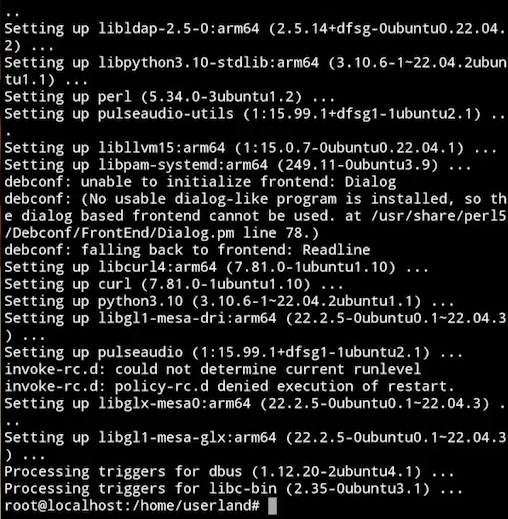 ..
Setting up libldap-2.5-0:arm64 (2.5.14+dfsg-0ubuntu0.22.04.
2) ...
Setting up libpython3.10-stdlib:arm64 (3.10.6-1~22.04.2ubun
tu1.1) ...
Setting up perl (5.34.0-3ubuntu1.2) ...
Setting up pulseaudio-utils (1:15.99.1+dfsg1-1ubuntu2.1) ..
.
Setting up libllvm15:arm64 (1:15.0.7-0ubuntu0.22.04.1) ...
Setting up libpam-systemd:arm64 (249.11-0ubuntu3.9) ...
debconf: unable to initialize frontend: Dialog
debconf: (No usable dialog-like program is installed, so th
e dialog based frontend cannot be used. at /usr/share/perl5
/Debconf/FrontEnd/Dialog.pm line 78.)
debconf: falling back to frontend: Readline
Setting up libcurl4:arm64 (7.81.0-1ubuntu1.10) ...
Setting up curl (7.81.0-1ubuntu1.10) ...
Setting up python3.10 (3.10.6-1~22.04.2ubuntu1.1) ...
Setting up libgl1-mesa-dri:arm64 (22.2.5-0ubuntu0.1~22.04.3
) ...
Setting up pulseaudio (1:15.99.1+dfsg1-1ubuntu2.1) ...
invoke-rc.d: could not determine current runlevel
invoke-rc.d: policy-rc.d denied execution of restart.
Setting up libglx-mesa0:arm64 (22.2.5-0ubuntu0.1~22.04.3) .
..
Setting up libgl1-mesa-glx:arm64 (22.2.5-0ubuntu0.1~22.04.3
) ...
Processing triggers for dbus (1.12.20-2ubuntu4.1) ...
Processing triggers for libc-bin (2.35-0ubuntu3.1) ...
root@localhost:/home/userland#